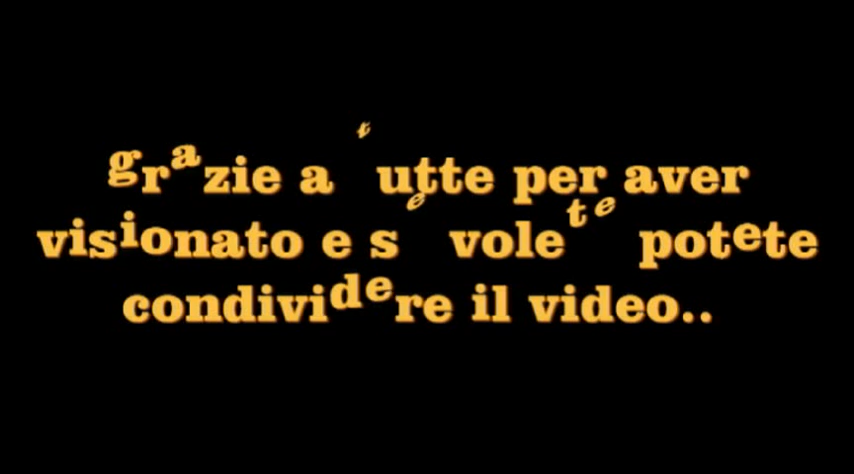 grazie a tutte per aver
visionato e se volete potete
condividere il video..